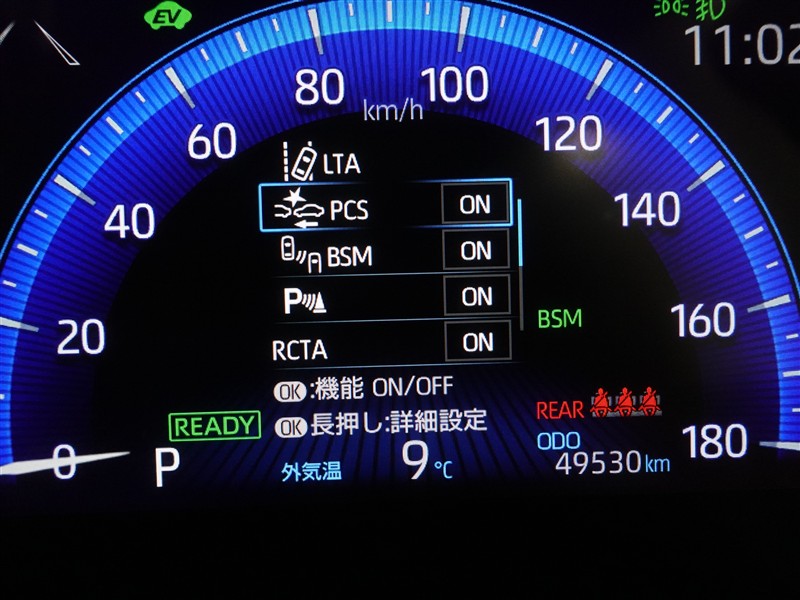 EV
11:02
80
100
km/h
60
120
LTA
PCS ON
40
140
BSM ON
P ON
BSM
20
160
RCTA ON
OK:機能 ON/OFF
REAR
READY
OK長押し:詳細設定
ODO
180
0
P
外気温 9℃
49530km